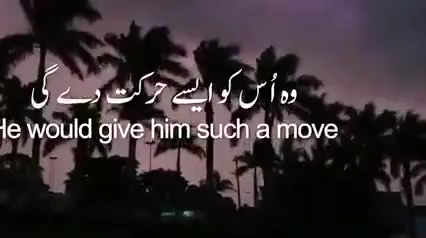 وہ اُس کو ایسے حرکت دے گی
He would give him such a move